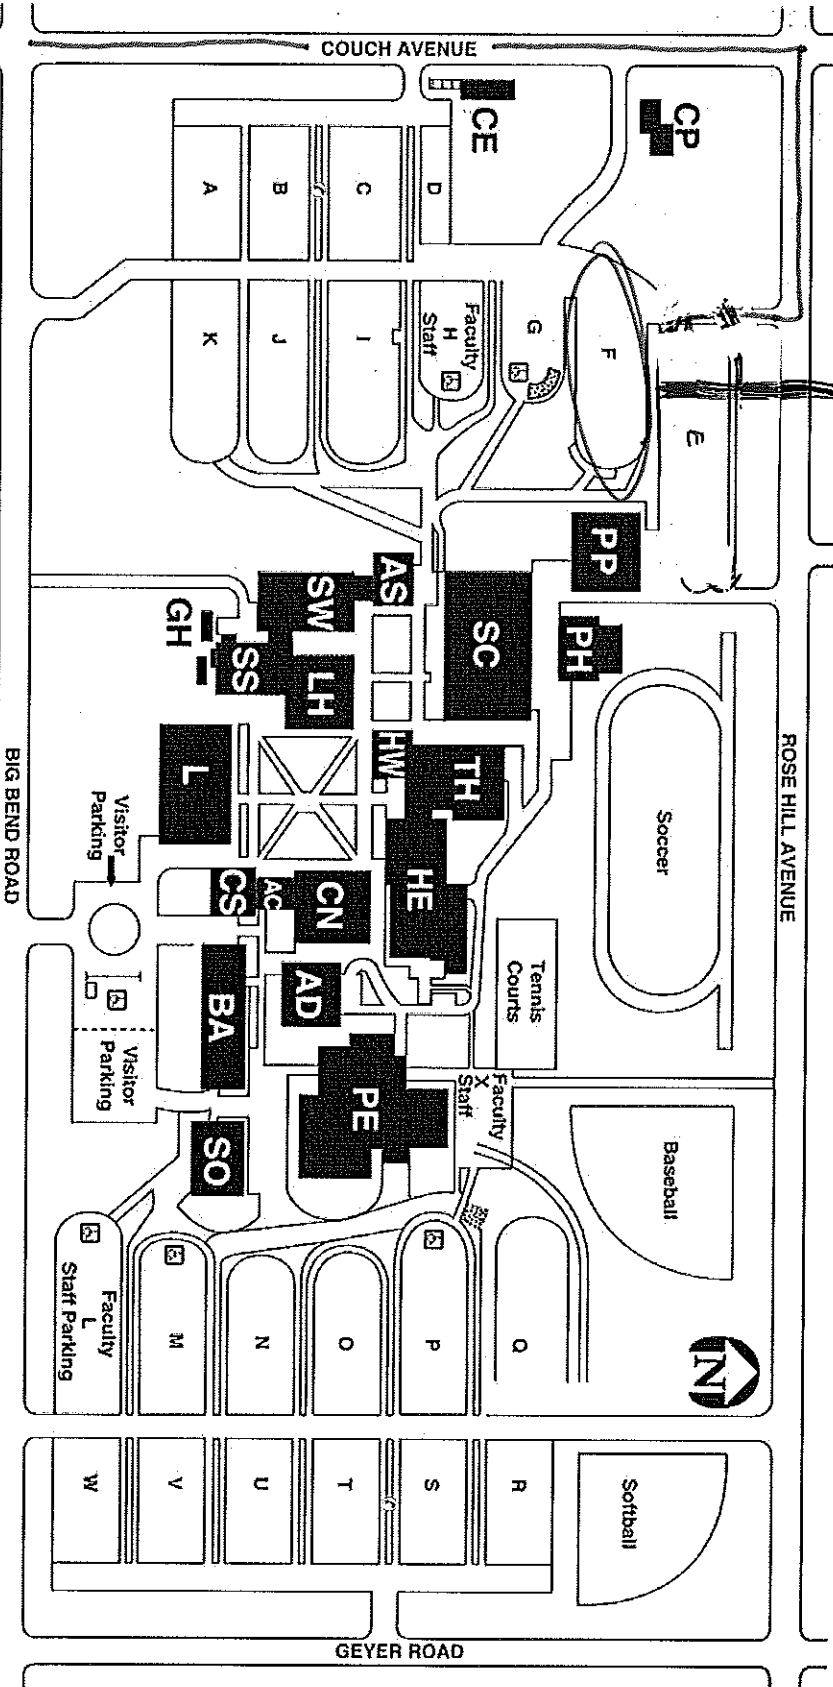 COUCH AVENUE
CE
CP
A
B
C
D
K
J
I
Faculty
H
Staff
G
F
E
PP
AS
SW
SC
GH
SS
LH
PH
L
HW
TH
Soccer
ROSE HILL AVENUE
BIG BEND ROAD
Visitor
Parking
CS
AC
CN
HE
Tennis
Courts
BA
AD
Visitor
Parking
PE
Faculty
X
Staff
SO
Baseball
Faculty
L
Staff Parking
M
N
O
P
Q
N
W
V
U
T
S
R
Softball
GEYER ROAD